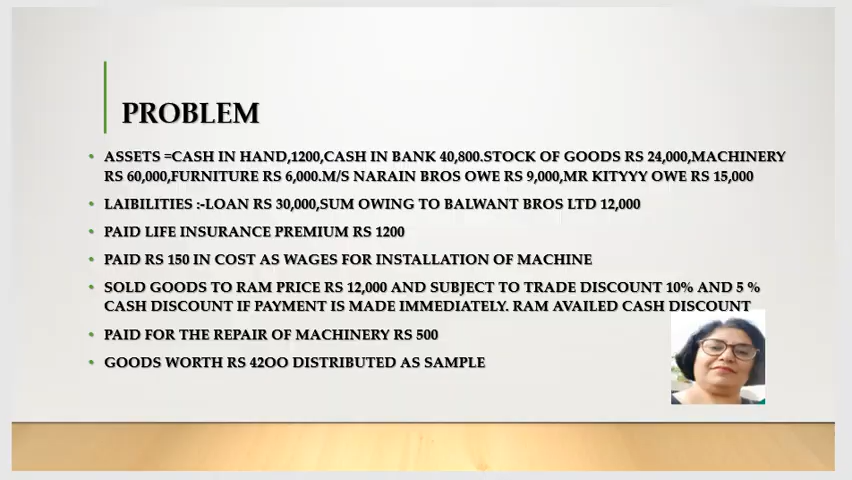 PROBLEM
• ASSETS =CASH IN HAND,1200,CASH IN BANK 40,800.STOCK OF GOODS RS 24,000,MACHINERY
RS 60,000,FURNITURE RS 6,000.M/S NARAIN BROS OWE RS 9,000,MR KITYYY OWE RS 15,000
• LAIBILITIES :-LOAN RS 30,000,SUM OWING TO BALWANT BROS LTD 12,000
• PAID LIFE INSURANCE PREMIUM RS 1200
• PAID RS 150 IN COST AS WAGES FOR INSTALLATION OF MACHINE
• SOLD GOODS TO RAM PRICE RS 12,000 AND SUBJECT TO TRADE DISCOUNT 10% AND 5 %
CASH DISCOUNT IF PAYMENT IS MADE IMMEDIATELY. RAM AVAILED CASH DISCOUNT
• PAID FOR THE REPAIR OF MACHINERY RS 500
• GOODS WORTH RS 42OO DISTRIBUTED AS SAMPLE